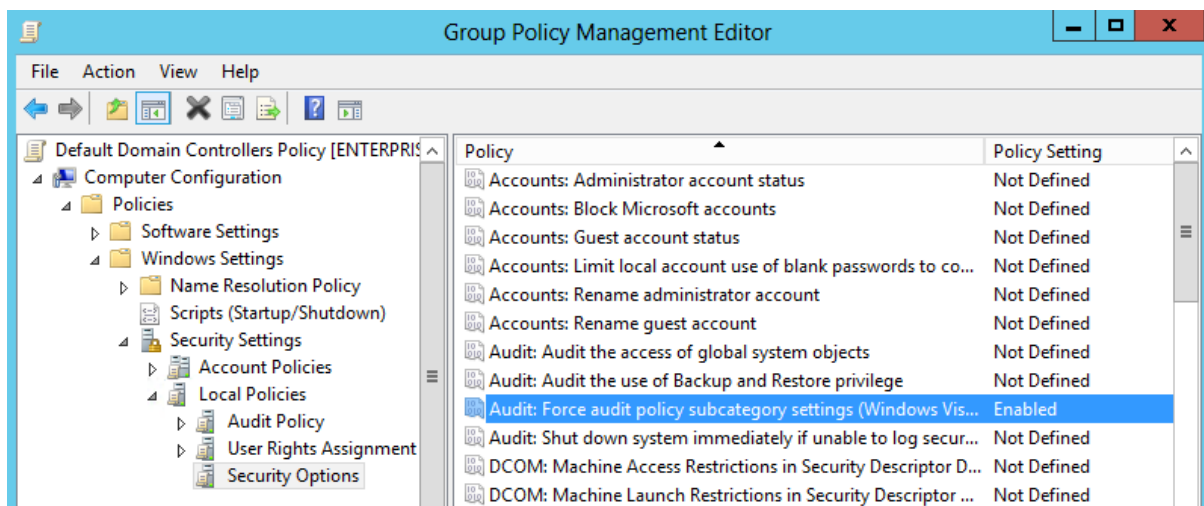 Group Policy Management Editor
File Action View Help
Default Domain Controllers Policy [ENTERPRIS
Computer Configuration
Policies
Software Settings
Windows Settings
Name Resolution Policy
Scripts (Startup/Shutdown)
Security Settings
Account Policies
Local Policies
Audit Policy
User Rights Assignment
Security Options
Policy Policy Setting
Accounts: Administrator account status Not Defined
Accounts: Block Microsoft accounts Not Defined
Accounts: Guest account status Not Defined
Accounts: Limit local account use of blank passwords to co... Not Defined
Accounts: Rename administrator account Not Defined
Accounts: Rename guest account Not Defined
Audit: Audit the access of global system objects Not Defined
Audit: Audit the use of Backup and Restore privilege Not Defined
Audit: Force audit policy subcategory settings (Windows Vis... Enabled
Audit: Shut down system immediately if unable to log secur... Not Defined
DCOM: Machine Access Restrictions in Security Descriptor D... Not Defined
DCOM: Machine Launch Restrictions in Security Descriptor ... Not Defined